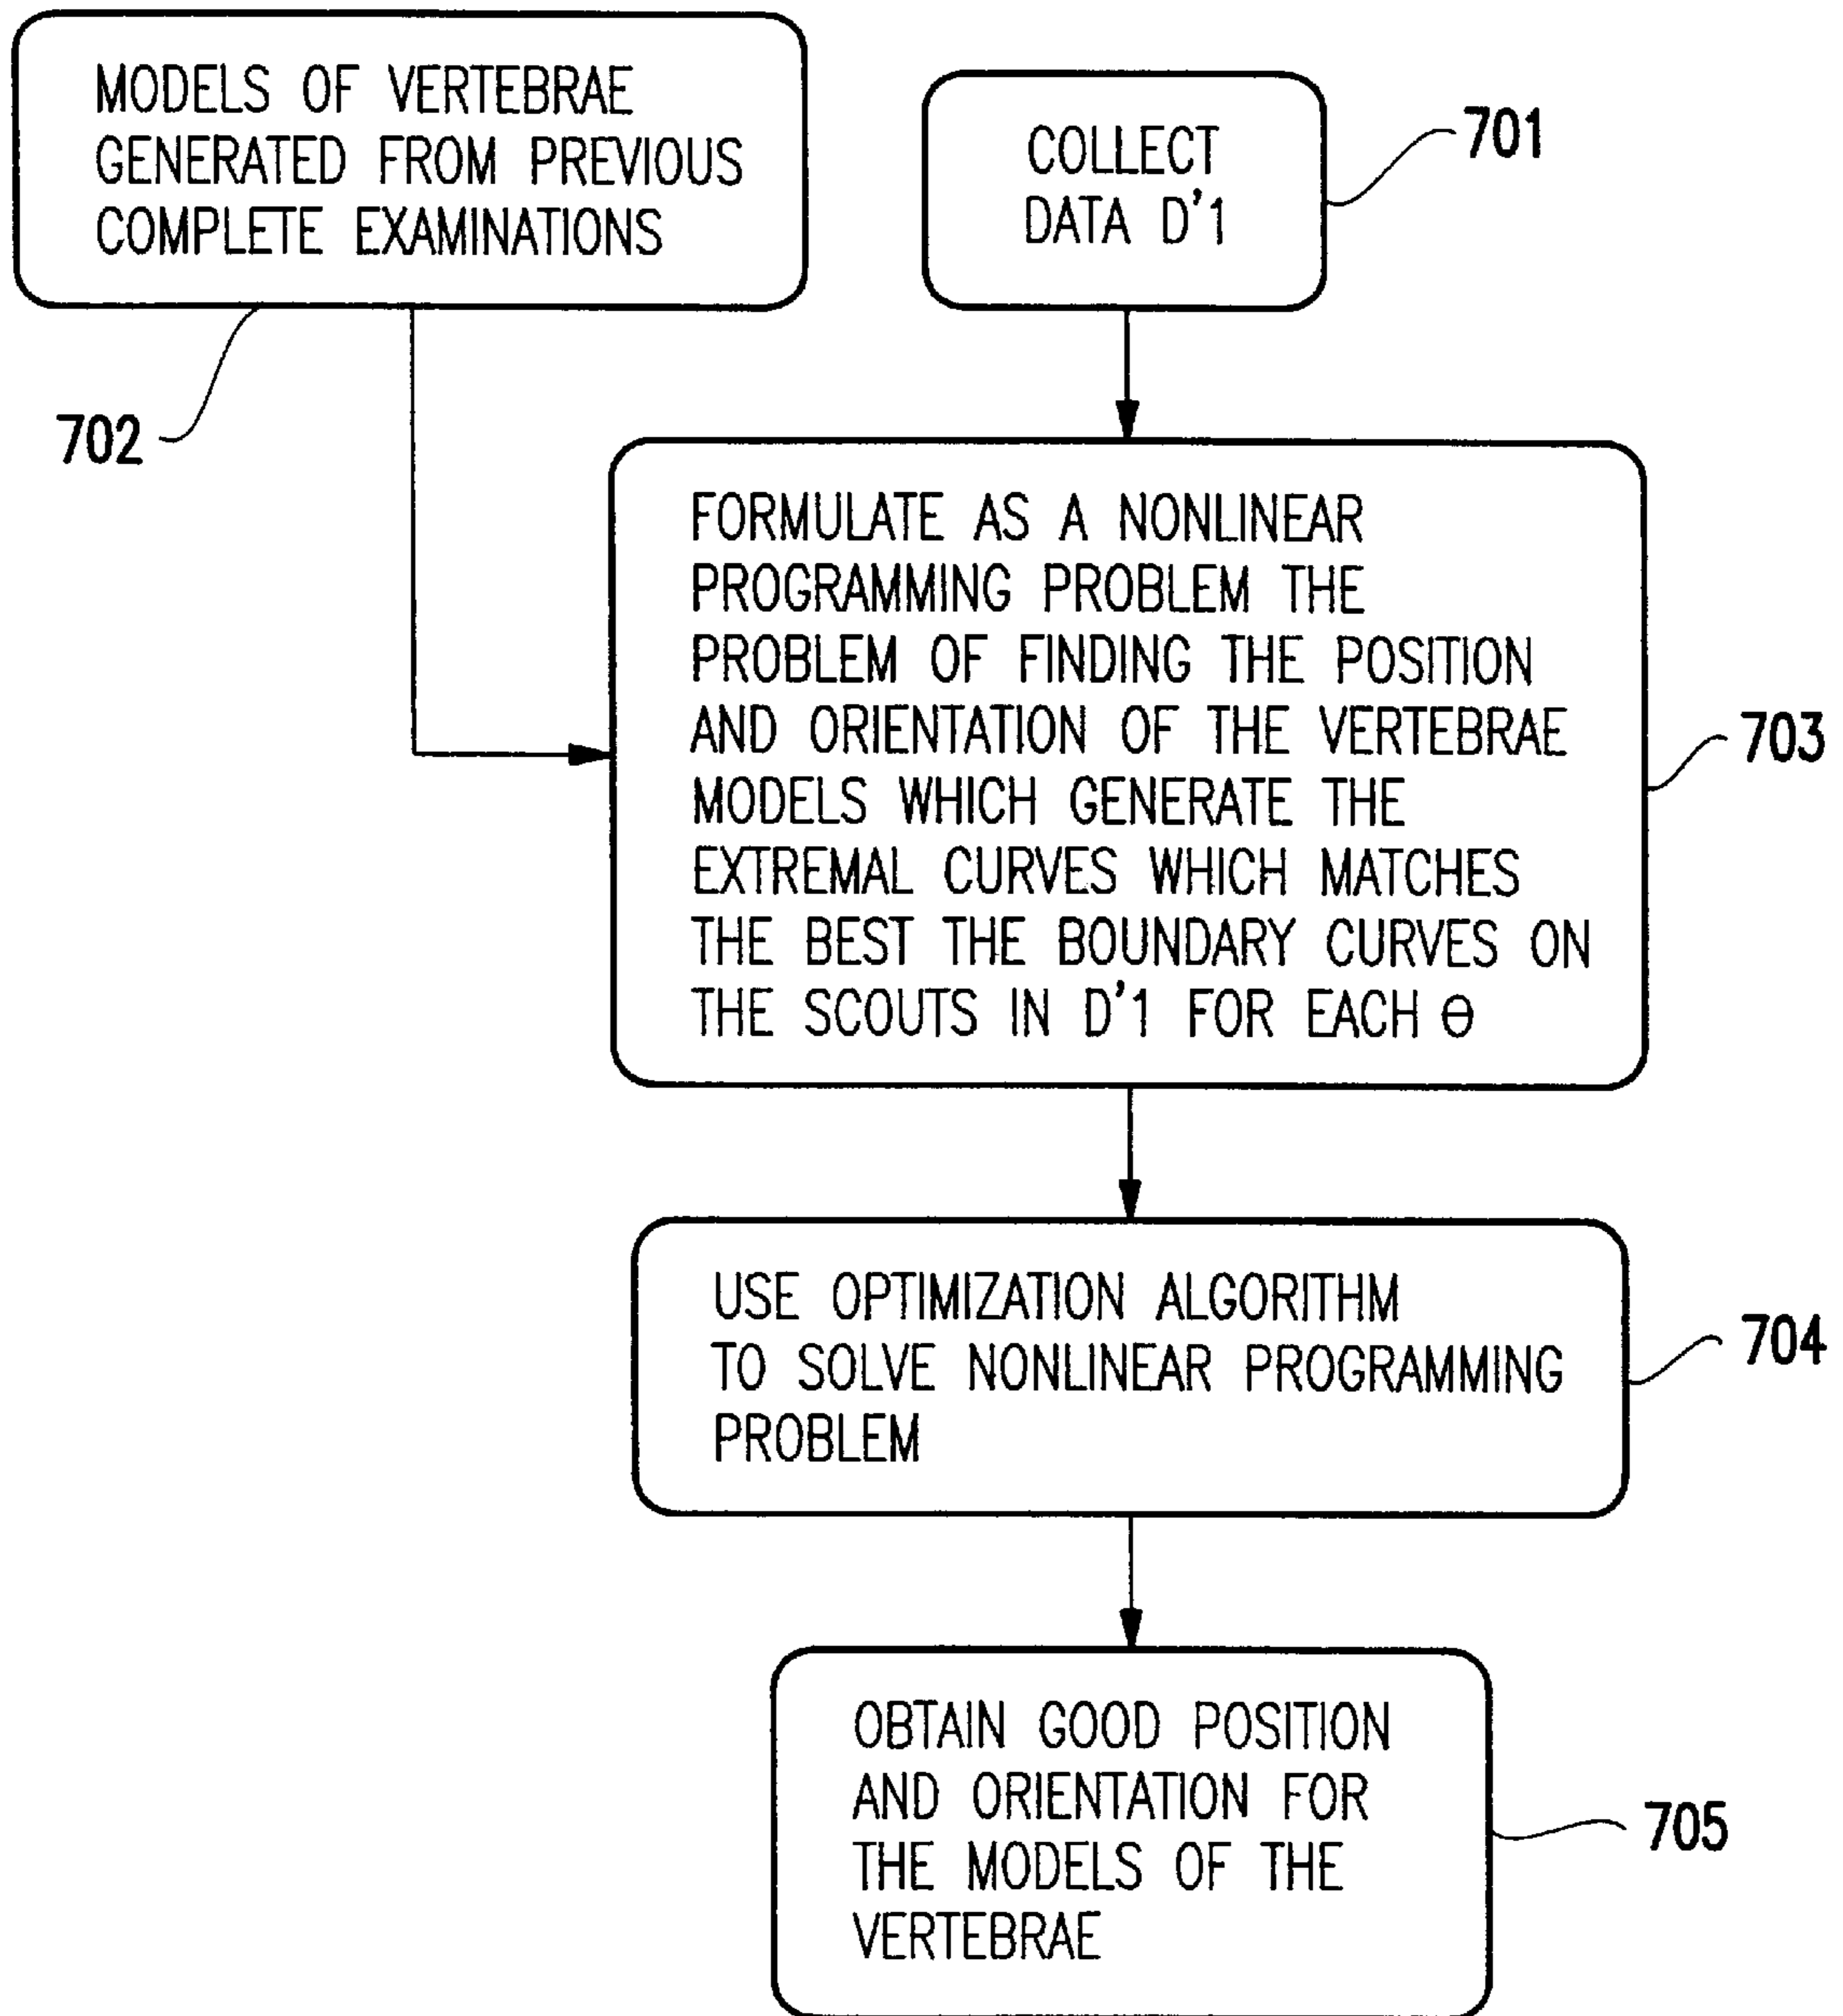 MODELS OF VERTEBRAE
GENERATED FROM PREVIOUS
COMPLETE EXAMINATIONS
702
COLLECT
DATA D'1
701
FORMULATE AS A NONLINEAR
PROGRAMMING PROBLEM THE
PROBLEM OF FINDING THE POSITION
AND ORIENTATION OF THE VERTEBRAE
MODELS WHICH GENERATE THE
EXTREMAL CURVES WHICH MATCHES
THE BEST THE BOUNDARY CURVES ON
THE SCOUTS IN D'1 FOR EACH Θ
703
USE OPTIMIZATION ALGORITHM
TO SOLVE NONLINEAR PROGRAMMING
PROBLEM
704
OBTAIN GOOD POSITION
AND ORIENTATION FOR
THE MODELS OF THE
VERTEBRAE
705